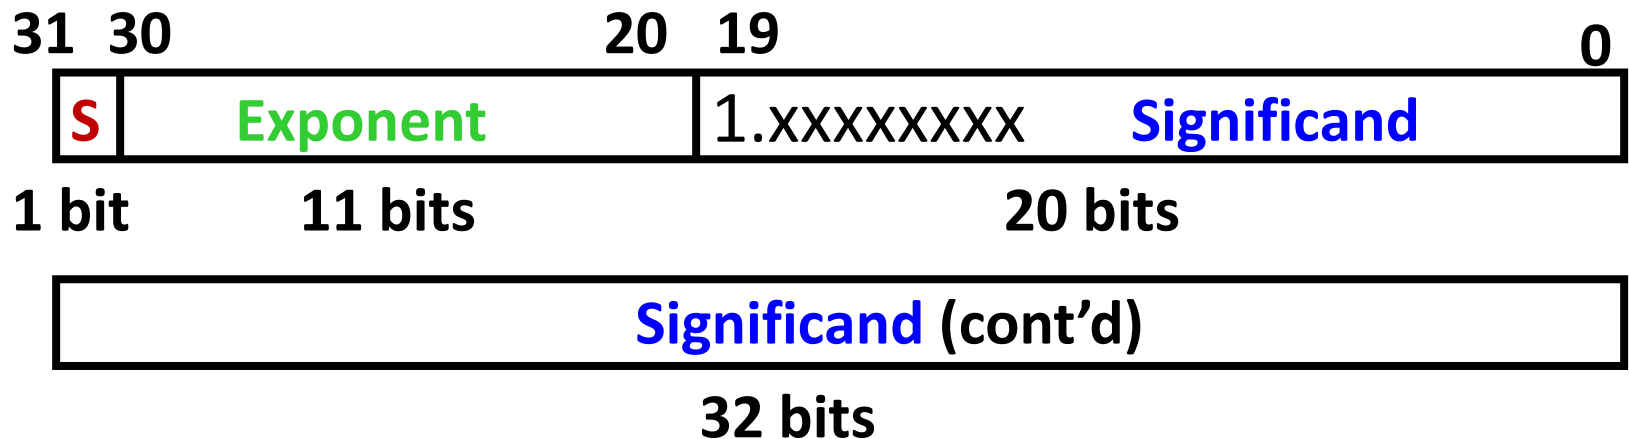 31 30 20 19 0
S Exponent 1.xxxxxxxx Significand
1 bit 11 bits 20 bits
Significand (cont’d)
32 bits